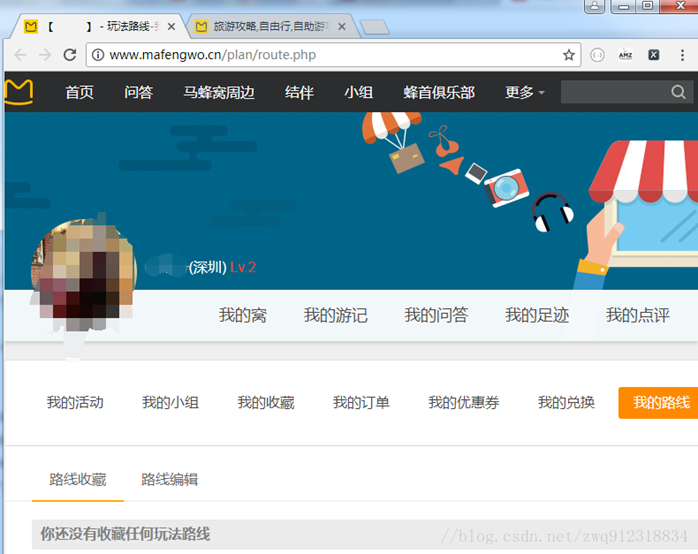 【 】 - 玩法路线-
旅游攻略,自由行,自助游
www.mafengwo.cn/plan/route.php
AMZ
首页 问答 马蜂窝周边 结伴 小组 蜂首俱乐部 更多
(深圳) Lv.2
我的窝 我的游记 我的问答 我的足迹 我的点评
我的活动 我的小组 我的收藏 我的订单 我的优惠券 我的兑换 我的路线
路线收藏 路线编辑
你还没有收藏任何玩法路线
//blog.csdn.net/zwq912318834